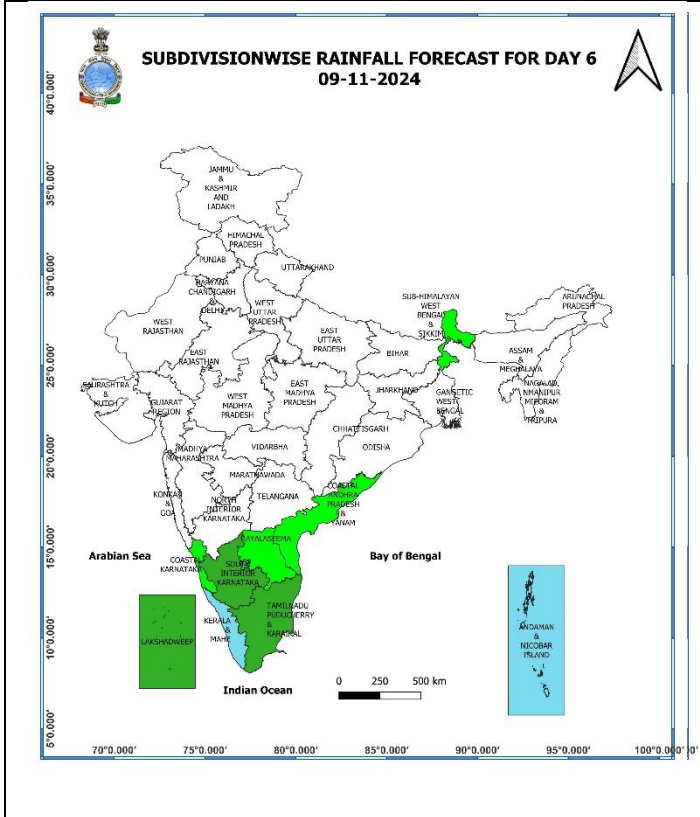 SUBDIVISIONWISE RAINFALL FORECAST FOR DAY 6
09-11-2024
40°0.000'
35°0.000'
30°0.000'
25°0.000'
20°0.000'
15°0.000'
10°0.000'
5°0.000'
JAMMU
&
KASHMIR
AND
LADAKH
HIMACHAL
PRADESH
PUNJAB
UTTARAKHAND
HARYANA
CHANDIGARH
&
DELHI
WEST
UTTAR
PRADESH
WEST
RAJASTHAN
EAST
RAJASTHAN
EAST
UTTAR
PRADESH
SUB-HIMALAYAN
WEST
BENGAL
&
SIKKIM
ARUNACHAL
PRADESH
BIHAR
ASSAM
&
MEGHALAYA
NAGALAD
MANIPUR
MIZORAM
&
TRIPURA
SAURASHTRA
&
KUTCH
GUJARAT
REGION
WEST
MADHYA
PRADESH
EAST
MADHYA
PRADESH
JHARKHAND
GANGETIC
WEST
BENGAL
CHHATTISGARH
ODISHA
MADHYA
MAHARASHTRA
VIDARBHA
MARATHAWADA
TELANGANA
KONKAN
&
GOA
NORTH
INTERIOR
KARNATAKA
COASTAL
ANDHRA
PRADESH
&
YANAM
RAYALASEEMA
Arabian Sea
Bay of Bengal
COASTAL
KARNATAKA
SOUTH
INTERIOR
KARNATAKA
TAMILNADU
PUDUCHERRY
&
KARAIKAL
KERALA
&
MAHE
LAKSHADWEEP
ANDAMAN
&
NICOBAR
ISLAND
Indian Ocean
0 250 500 km
70°0.000' 75°0.000' 80°0.000' 85°0.000' 90°0.000' 95°0.000'